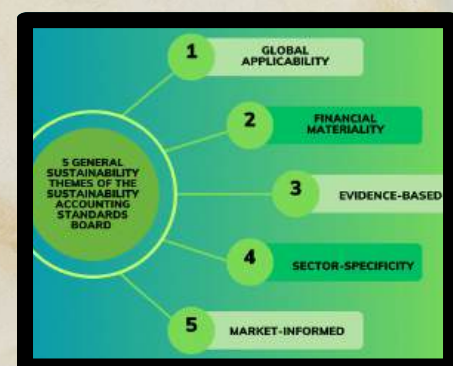 5 GENERAL
SUSTAINABILITY
THEMES OF THE
SUSTAINABILITY
ACCOUNTING
STANDARDS
BOARD
1
GLOBAL
APPLICABILITY
2
FINANCIAL
MATERIALITY
3
EVIDENCE-BASED
4
SECTOR-SPECIFICITY
5
MARKET-INFORMED